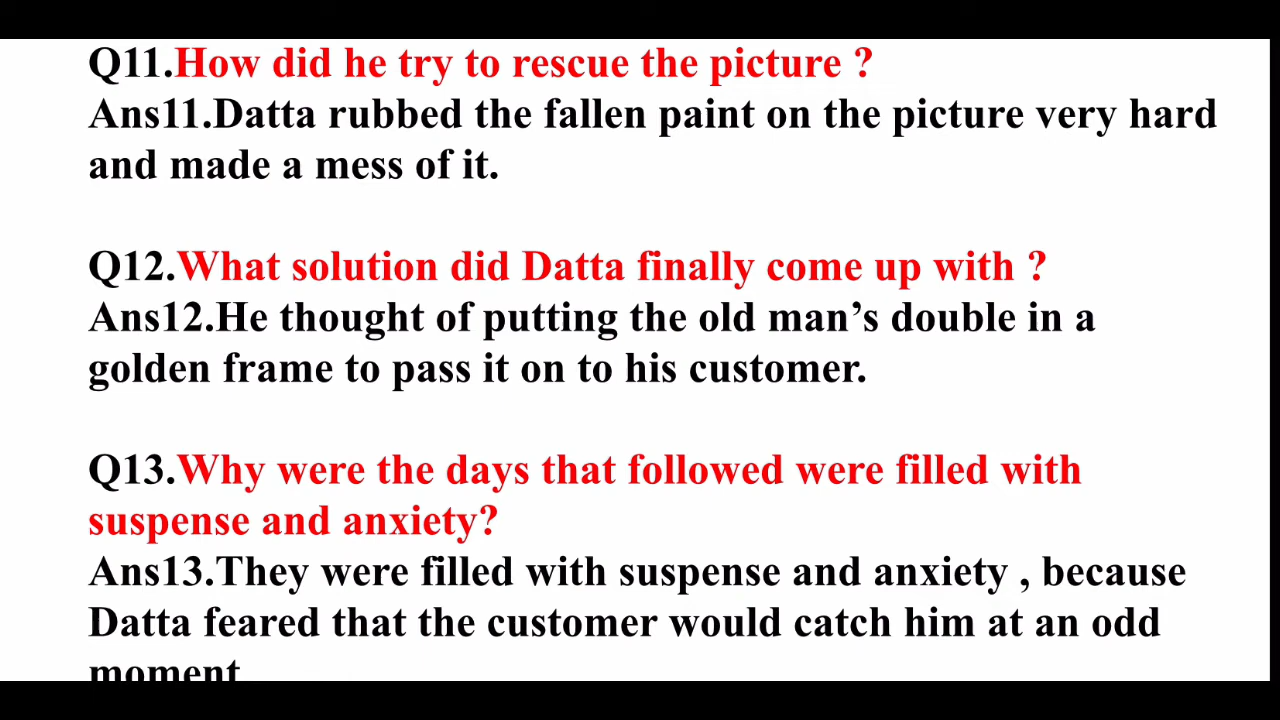 Q11.How did he try to rescue the picture ?
Ans11.Datta rubbed the fallen paint on the picture very hard
and made a mess of it.
Q12.What solution did Datta finally come up with ?
Ans12.He thought of putting the old man’s double in a
golden frame to pass it on to his customer.
Q13.Why were the days that followed were filled with
suspense and anxiety?
Ans13.They were filled with suspense and anxiety , because
Datta feared that the customer would catch him at an odd
moment